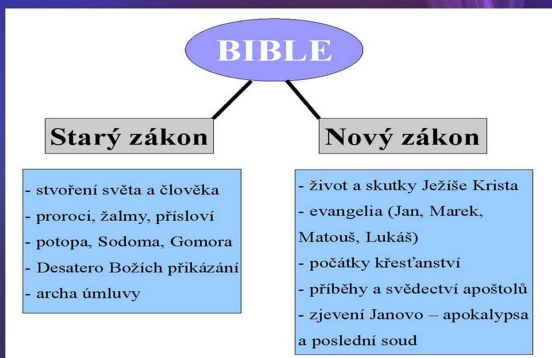 BIBLE
Starý zákon
- stvoření světa a člověka
- proroci, žalmy, přísloví
- potopa, Sodoma, Gomora
- Desatero Božích přikázání
- archa úmluvy
Nový zákon
- život a skutky Ježíše Krista
- evangelia (Jan, Marek,
Matouš, Lukáš)
- počátky křesťanství
- příběhy a svědectví apoštolů
- zjevení Janovo – apokalypsa
a poslední soud